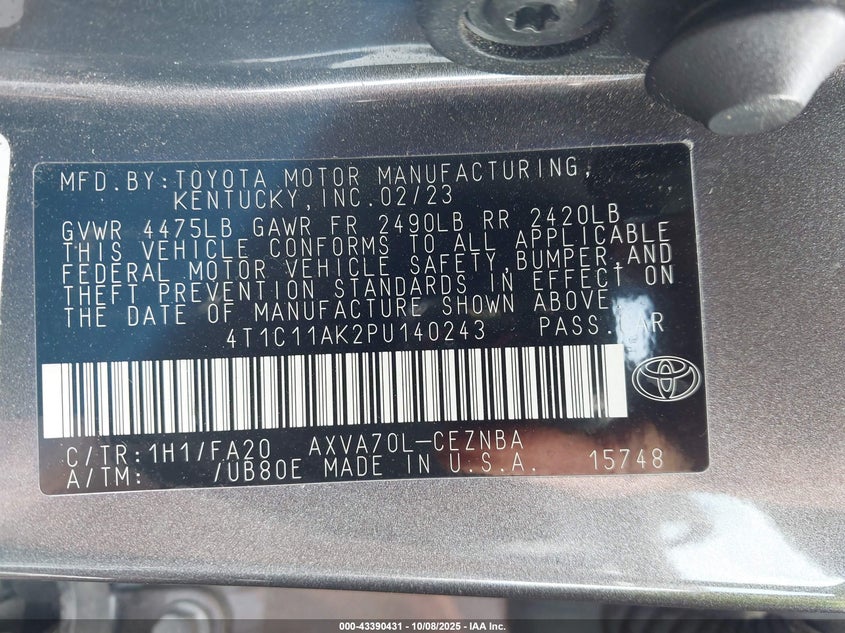 MFD.BY:TOYOTA MOTOR MANUFACTURING,
KENTUCKY,INC.02/23
GVWR 4475LB GAWR FR 2490LB RR 2420LB
THIS VEHICLE CONFORMS TO ALL APPLICABLE
FEDERAL MOTOR VEHICLE SAFETY,BUMPER,AND
THEFT PREVENTION STANDARDS IN EFFECT ON
THE DATE OF MANUFACTURE SHOWN ABOVE.
4T1C11AK2PU140243 PASS.CAR
C/TR:1H1/FA20 AXVA70L-CEZNBA
A/TM: /UB80E MADE IN U.S.A. 15748
000-43390431 | 10/08/2025 | IAA Inc.